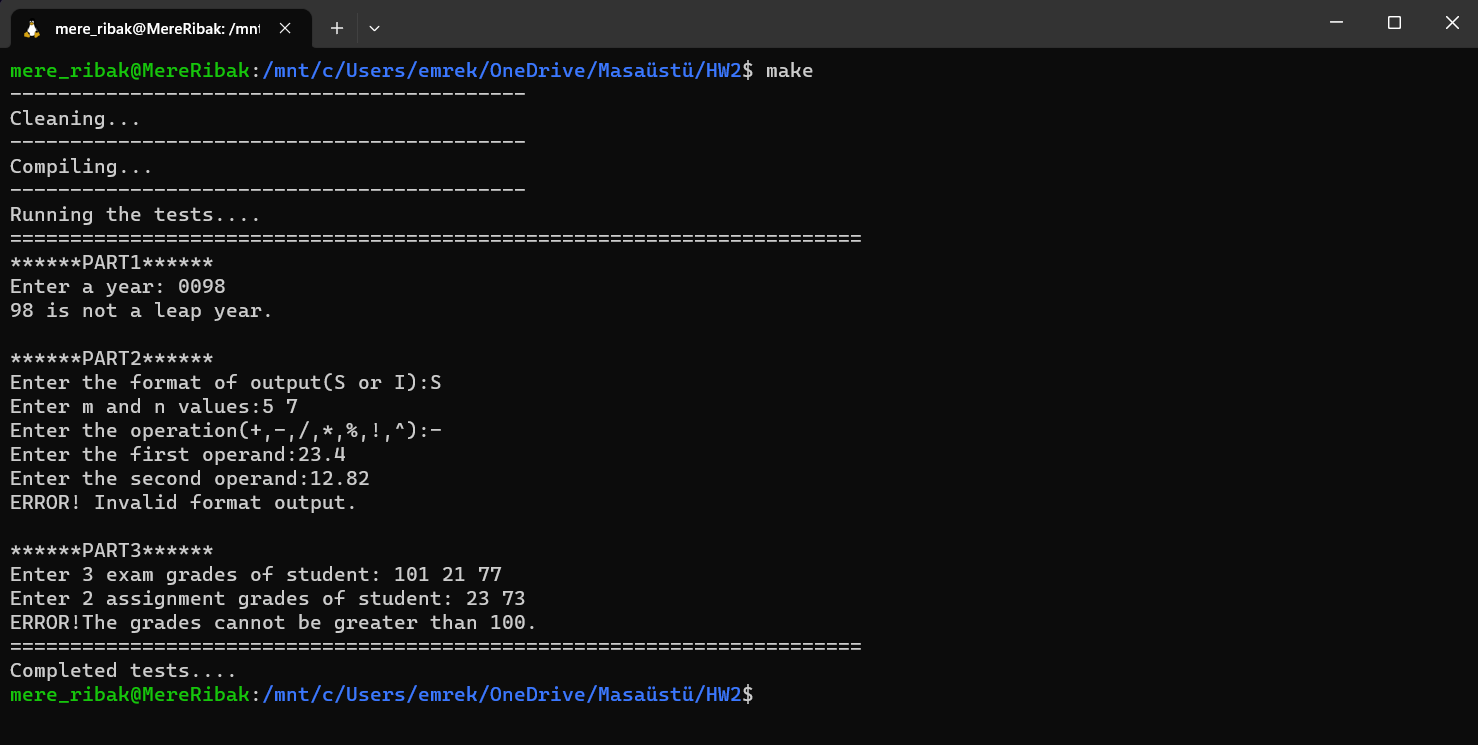 mere_ribak@MereRibak: /mnt
mere_ribak@MereRibak:/mnt/c/Users/emrek/OneDrive/Masaüstü/HW2$ make
-------------------------------------------
Cleaning...
-------------------------------------------
Compiling...
-------------------------------------------
Running the tests....
=======================================================================
******PART1******
Enter a year: 0098
98 is not a leap year.
******PART2******
Enter the format of output(S or I):S
Enter m and n values:5 7
Enter the operation(+,-,/,*,%,!,^):-
Enter the first operand:23.4
Enter the second operand:12.82
ERROR! Invalid format output.
******PART3******
Enter 3 exam grades of student: 101 21 77
Enter 2 assignment grades of student: 23 73
ERROR!The grades cannot be greater than 100.
=======================================================================
Completed tests....
mere_ribak@MereRibak:/mnt/c/Users/emrek/OneDrive/Masaüstü/HW2$